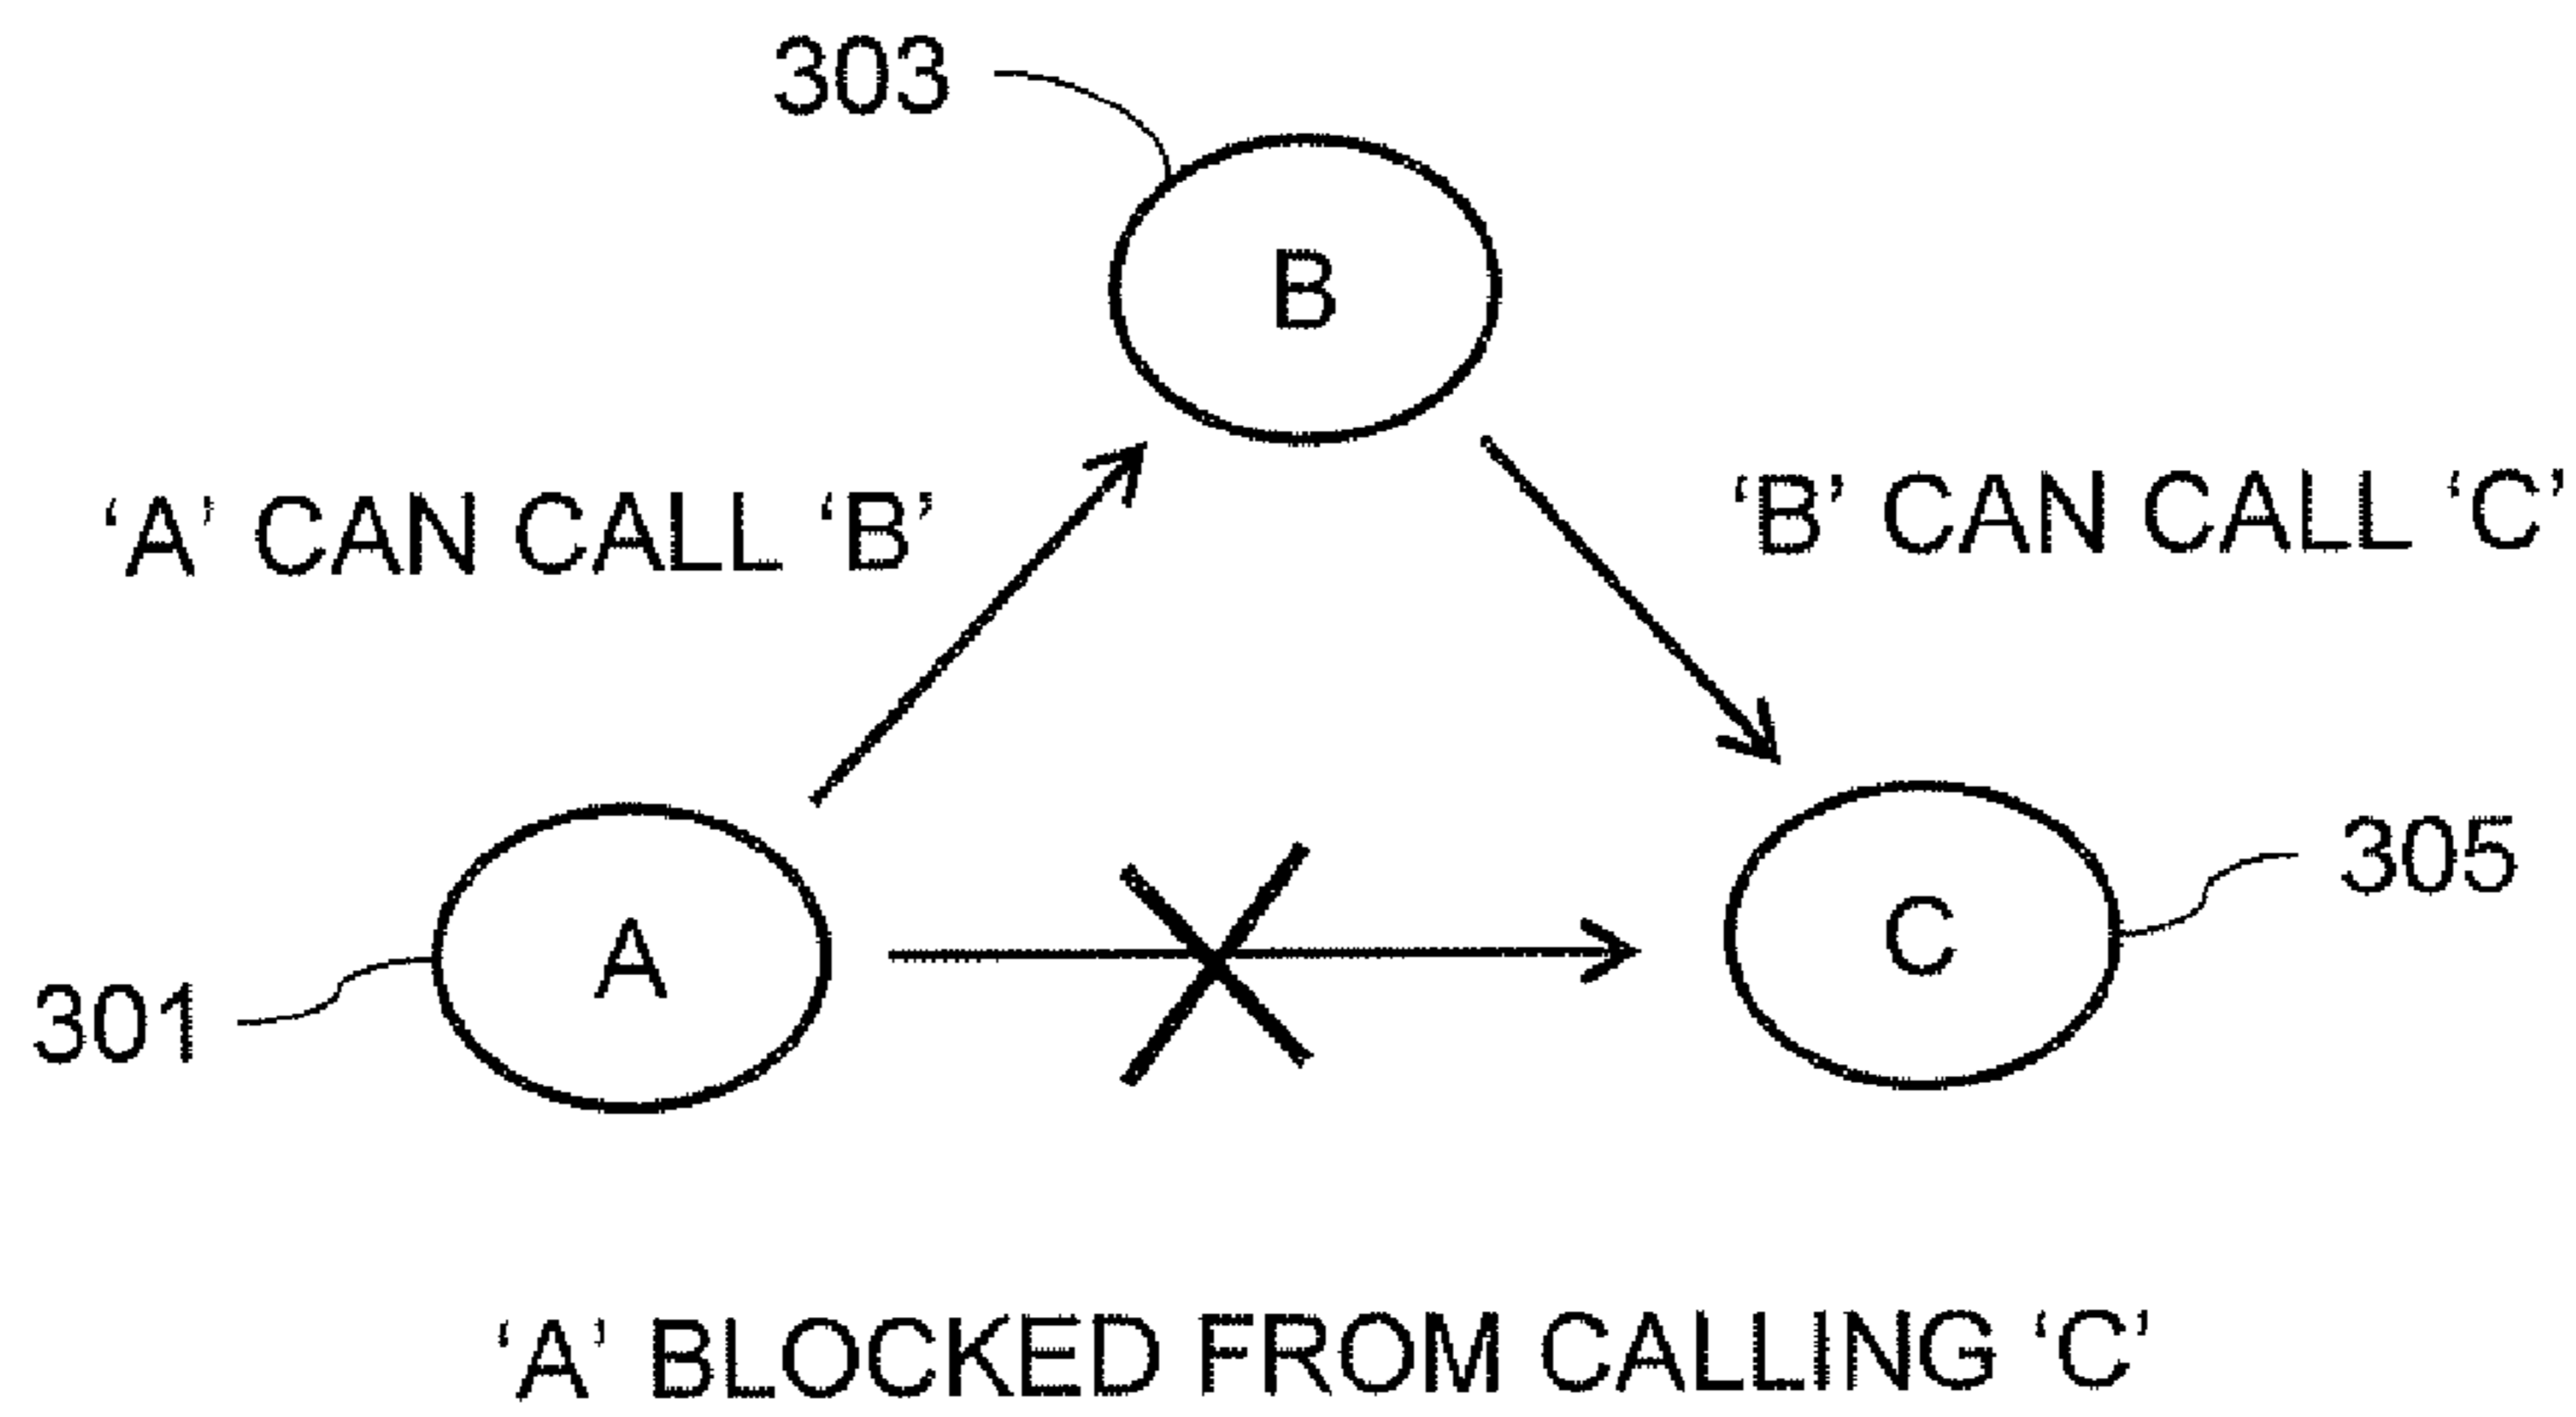 303
B
‘A’ CAN CALL ‘B’
‘B’ CAN CALL ‘C’
A
C
305
301
‘A’ BLOCKED FROM CALLING ‘C’